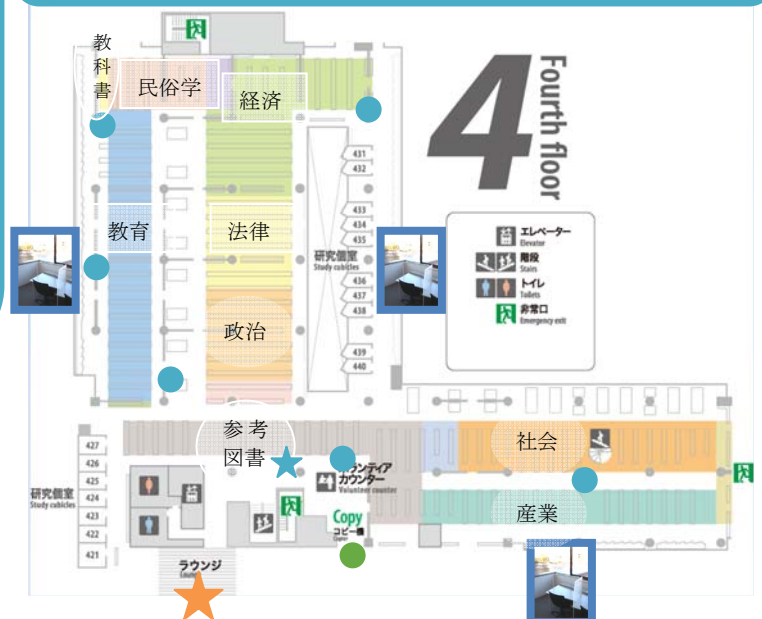 教
科
書
民俗学
経済
4
Fourth floor
431
432
433
434
435
研究個室
Study cubicles
436
437
438
439
440
教育
法律
政治
エレベーター
Elevator
階段
Stairs
トイレ
Toilets
非常口
Emergency exit
参考
図書
社会
産業
427
426
425
424
423
422
421
研究個室
Study cubicles
ンティア
カウンター
Volunteer counter
Copy
コピー機
ラウンジ